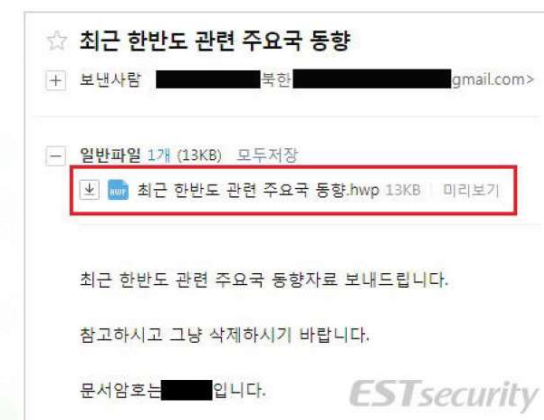 최근 한반도 관련 주요국 동향
보낸사람 북한 gmail.com>
일반파일 1개 (13KB) 모두저장
최근 한반도 관련 주요국 동향.hwp 13KB 미리보기
최근 한반도 관련 주요국 동향자료 보내드립니다.
참고하시고 그냥 삭제하시기 바랍니다.
문서암호는 입니다.
ESTsecurity